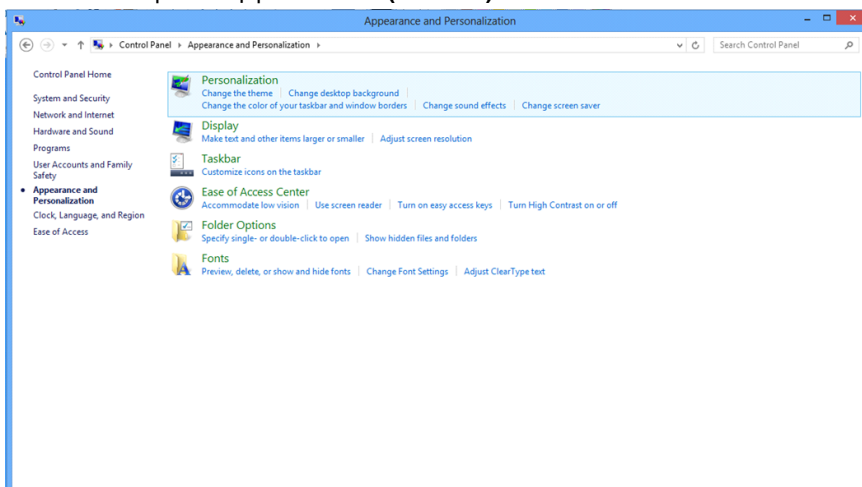 Appearance and Personalization
Control Panel ▸ Appearance and Personalization ▸
Search Control Panel
Control Panel Home
System and Security
Network and Internet
Hardware and Sound
Programs
User Accounts and Family
Safety
Appearance and
Personalization
Clock, Language, and Region
Ease of Access
Personalization
Change the theme | Change desktop background |
Change the color of your taskbar and window borders | Change sound effects | Change screen saver
Display
Make text and other items larger or smaller | Adjust screen resolution
Taskbar
Customize icons on the taskbar
Ease of Access Center
Accommodate low vision | Use screen reader | Turn on easy access keys | Turn High Contrast on or off
Folder Options
Specify single- or double-click to open | Show hidden files and folders
Fonts
Preview, delete, or show and hide fonts | Change Font Settings | Adjust ClearType text